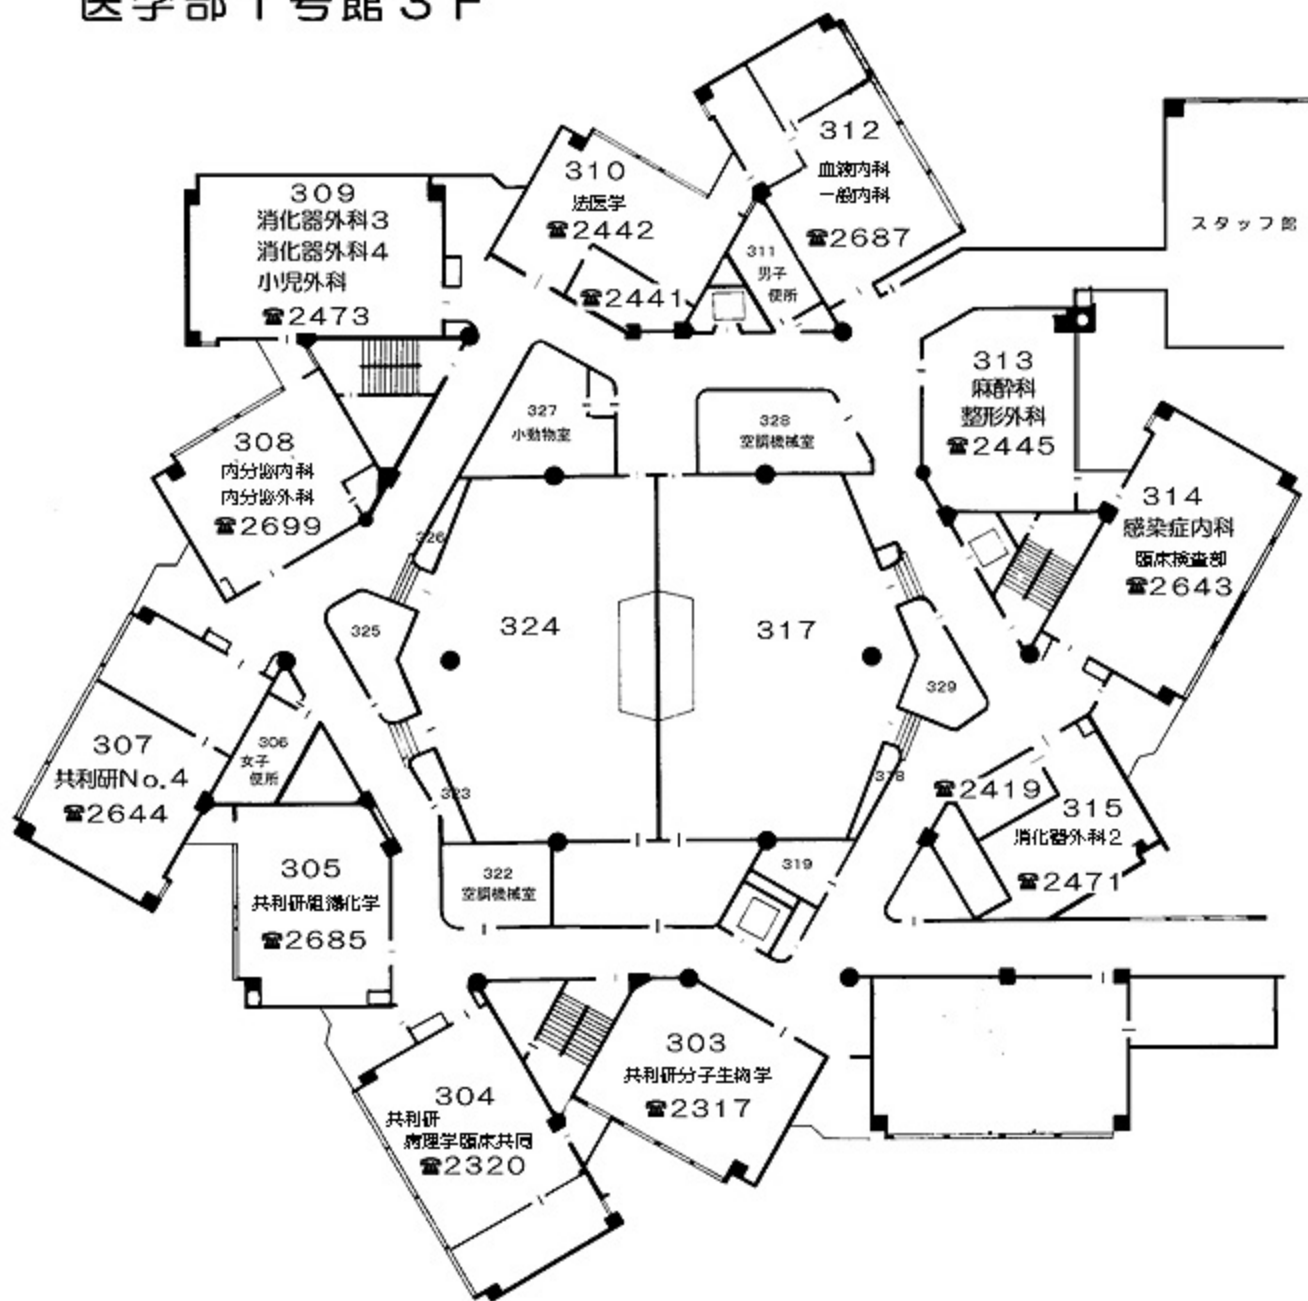 医学部1号館3F
312
血液内科
一般内科
☎2687
310
法医学
☎2442
☎2441
311
男子
便所
スタッフ館
309
消化器外科3
消化器外科4
小児外科
☎2473
313
麻酔科
整形外科
☎2445
327
小動物室
328
空調機械室
308
内分泌内科
内分泌外科
☎2699
314
感染症内科
臨床検査部
☎2643
326
324
317
325
329
306
女子
便所
307
共利研No.4
☎2644
323
318
☎2419
315
消化器外科2
☎2471
305
共利研組織化学
☎2685
322
空調機械室
319
303
共利研分子生物学
☎2317
304
共利研
病理学臨床共同
☎2320